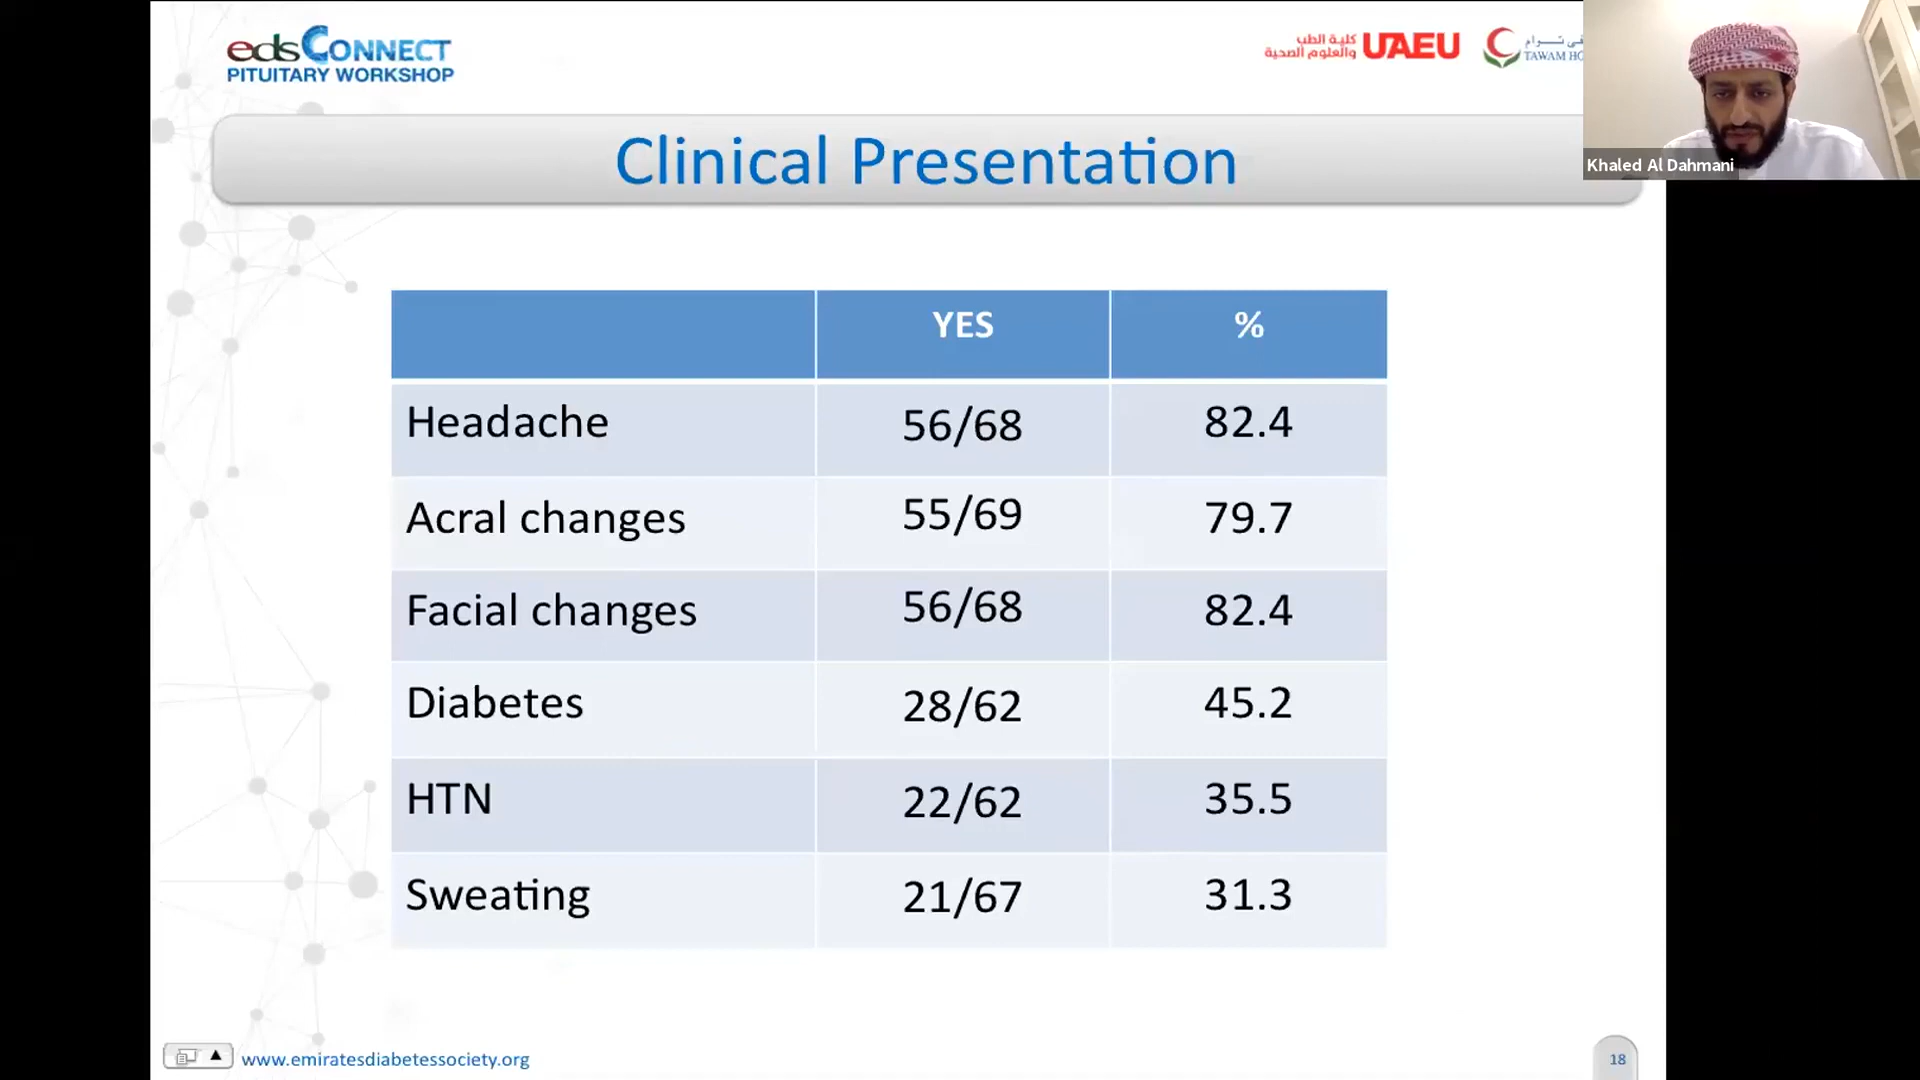 edsCONNECT
PITUITARY WORKSHOP
كلية الطب
والعلوم الصحية
UAEU
TAWAM HO
Khaled Al Dahmani
Clinical Presentation
YES %
Headache 56/68 82.4
Acral changes 55/69 79.7
Facial changes 56/68 82.4
Diabetes 28/62 45.2
HTN 22/62 35.5
Sweating 21/67 31.3
www.emiratesdiabetessociety.org
18